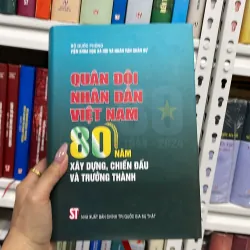 BỘ QUỐC PHÒNG
VIỆN KHOA HỌC XÃ HỘI VÀ NHÂN VĂN QUÂN SỰ
QUÂN ĐỘI
NHÂN DÂN
VIỆT NAM
80 NĂM
XÂY DỰNG, CHIẾN ĐẤU
VÀ TRƯỞNG THÀNH
ST
NHÀ XUẤT BẢN CHÍNH TRỊ QUỐC GIA SỰ THẬT